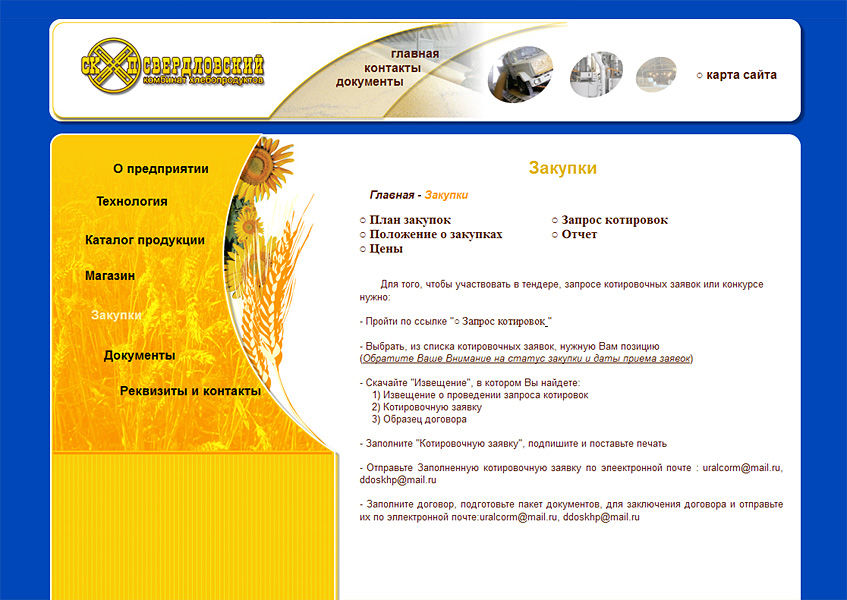 СК П СВЕРДЛОВСКИЙ
комбинат хлебопродуктов
главная
контакты
документы
○ карта сайта
О предприятии
Технология
Каталог продукции
Магазин
Закупки
Документы
Реквизиты и контакты
Закупки
Главная - Закупки
○ План закупок
○ Положение о закупках
○ Цены
○ Запрос котировок
○ Отчет
Для того, чтобы участвовать в тендере, запросе котировочных заявок или конкурсе
нужно:
- Пройти по ссылке "○ Запрос котировок "
- Выбрать, из списка котировочных заявок, нужную Вам позицию
(Обратите Ваше Внимание на статус закупки и даты приема заявок)
- Скачайте "Извещение", в котором Вы найдете:
1) Извещение о проведении запроса котировок
2) Котировочную заявку
3) Образец договора
- Заполните "Котировочную заявку", подпишите и поставьте печать
- Отправьте Заполненную котировочную заявку по элеектронной почте : uralcorm@mail.ru,
ddoskhp@mail.ru
- Заполните договор, подготовьте пакет документов, для заключения договора и отправьте
их по эллектронной почте:uralcorm@mail.ru, ddoskhp@mail.ru